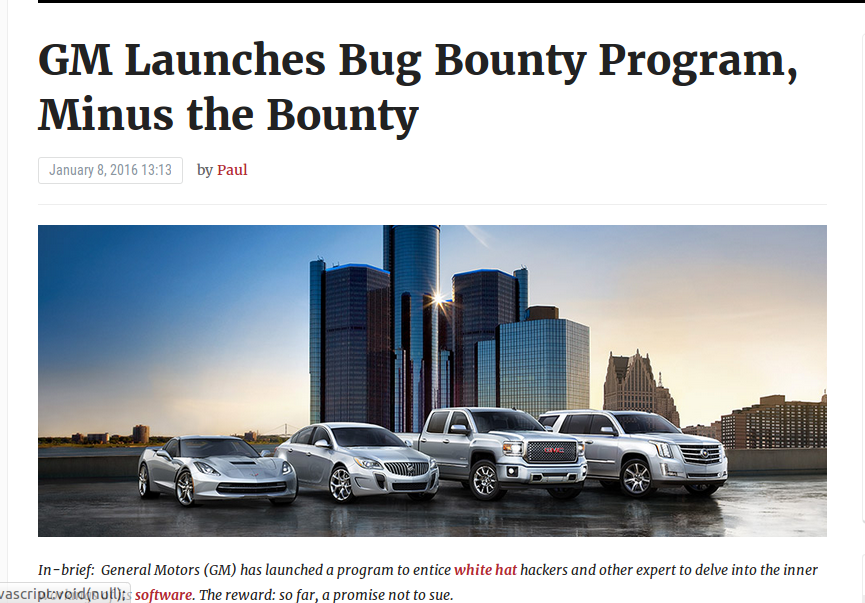 GM Launches Bug Bounty Program,
Minus the Bounty
January 8, 2016 13:13 by Paul
GMC
In-brief: General Motors (GM) has launched a program to entice white hat hackers and other expert to delve into the inner
vascript:void(null); software. The reward: so far, a promise not to sue.